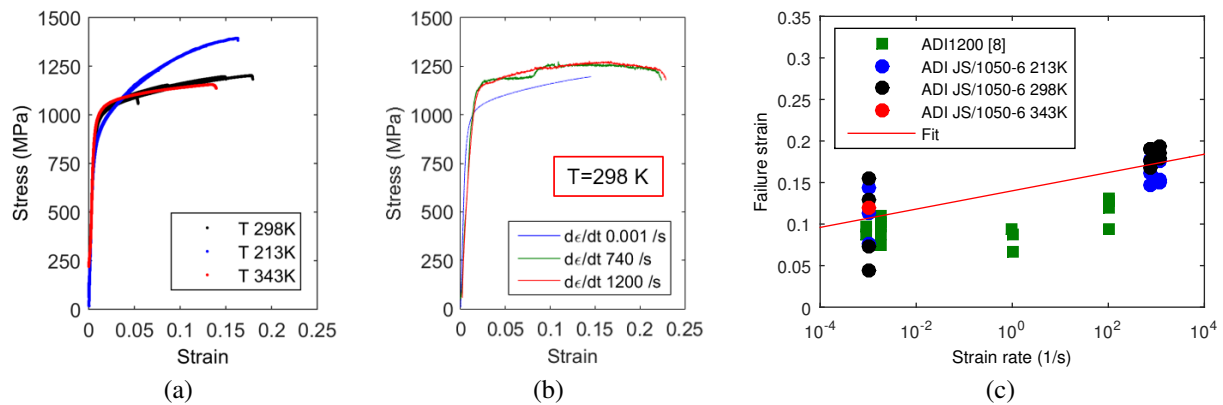 1500
1250
1000
750
500
250
0
Stress (MPa)
0 0.05 0.1 0.15 0.2 0.25
Strain
T 298K
T 213K
T 343K
(a)
1500
1250
1000
750
500
250
0
Stress (MPa)
0 0.05 0.1 0.15 0.2 0.25
Strain
T=298 K
dϵ/dt 0.001 /s
dϵ/dt 740 /s
dϵ/dt 1200 /s
(b)
0.35
0.3
0.25
0.2
0.15
0.1
0.05
0
Failure strain
10⁻⁴ 10⁻² 10⁰ 10² 10⁴
Strain rate (1/s)
ADI1200 [8]
ADI JS/1050-6 213K
ADI JS/1050-6 298K
ADI JS/1050-6 343K
Fit
(c)